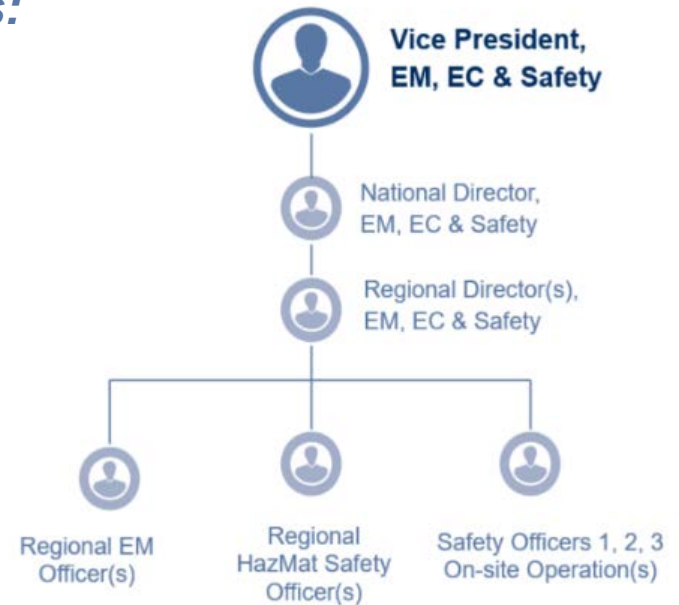 s:
Vice President,
EM, EC & Safety
National Director,
EM, EC & Safety
Regional Director(s),
EM, EC & Safety
Regional EM
Officer(s)
Regional
HazMat Safety
Officer(s)
Safety Officers 1, 2, 3
On-site Operation(s)